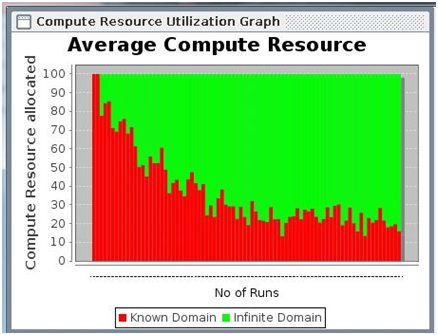 Compute Resource Utilization Graph
Average Compute Resource
Compute Resource allocated
100
90
80
70
60
50
40
30
20
10
0
No of Runs
Known Domain Infinite Domain